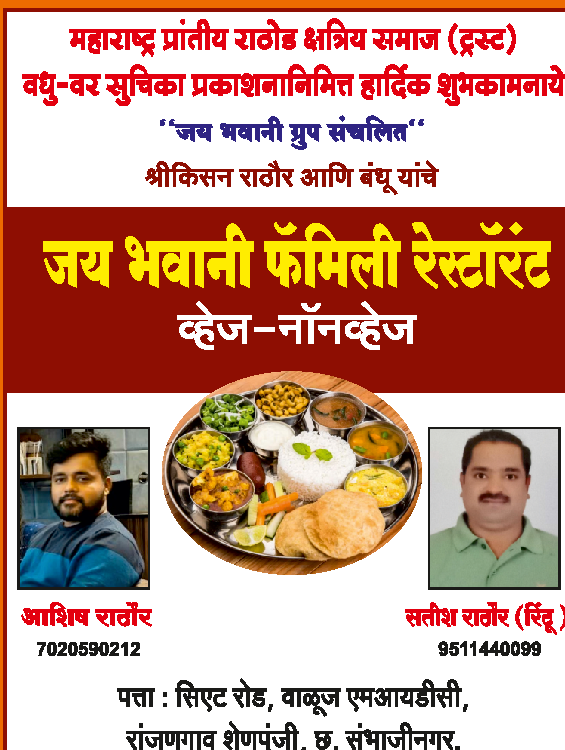 महाराष्ट्र प्रांतीय राठोड क्षत्रिय समाज (ट्रस्ट)
वधु-वर सुचिका प्रकाशनानिमित्त हार्दिक शुभकामनाये
‘‘जय भवानी ग्रुप संचलित‘‘
श्रीकिसन राठौर आणि बंधू यांचे
जय भवानी फॅमिली रेस्टॉरंट
व्हेज–नॉनव्हेज
आशिष राठौर
7020590212
सतीश राठौर (रिंटू )
9511440099
पत्ता : सिएट रोड, वाळूज एमआयडीसी,
रांजणगाव शेणपंजी, छ. संभाजीनगर.